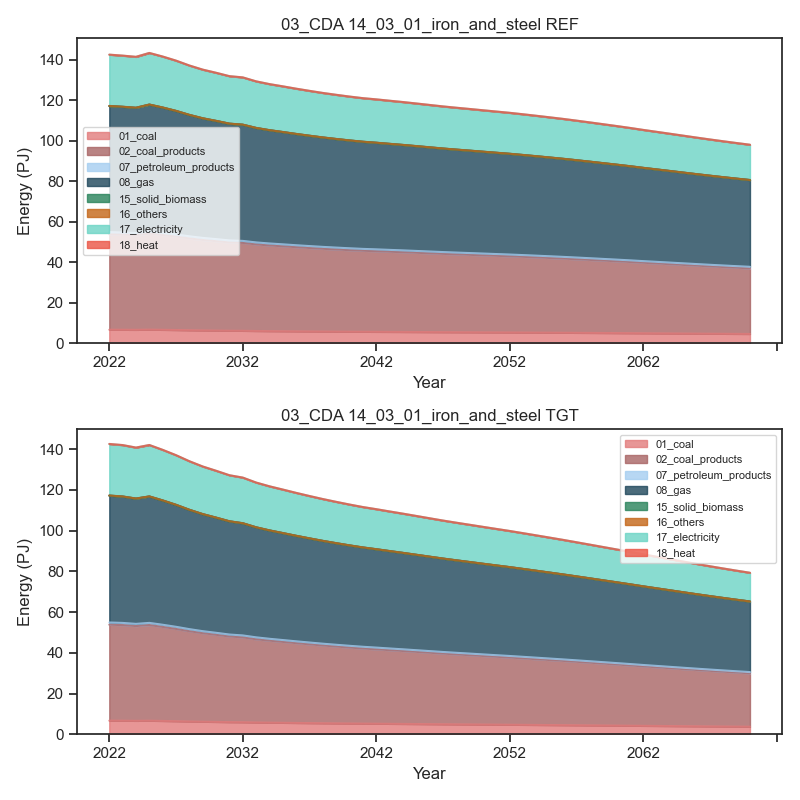 03_CDA 14_03_01_iron_and_steel REF
140
120
100
80
60
40
20
0
Energy (PJ)
01_coal
02_coal_products
07_petroleum_products
08_gas
15_solid_biomass
16_others
17_electricity
18_heat
2022
2032
2042
2052
2062
Year
03_CDA 14_03_01_iron_and_steel TGT
140
120
100
80
60
40
20
0
Energy (PJ)
01_coal
02_coal_products
07_petroleum_products
08_gas
15_solid_biomass
16_others
17_electricity
18_heat
2022
2032
2042
2052
2062
Year